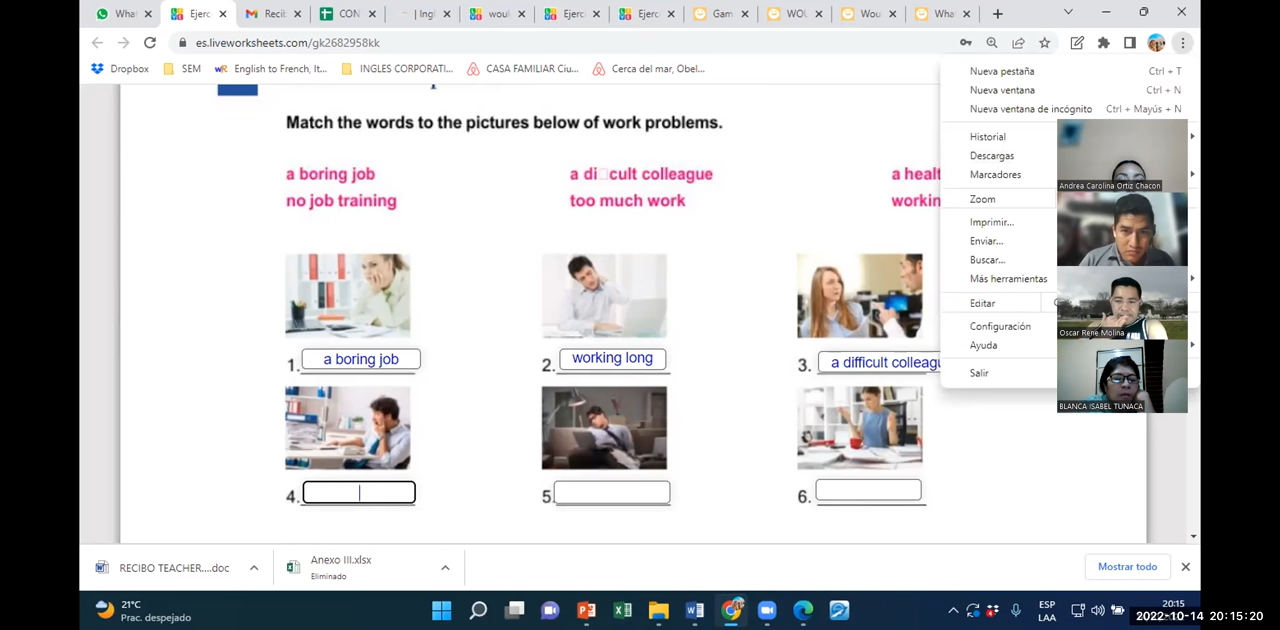 What
Ejerc
Recib
CON
| Ingl
woul
Ejerci
Ejerc
Gam
WOU
Wou
What
es.liveworksheets.com/gk2682958kk
Dropbox
SEM
English to French, It...
INGLES CORPORATI...
CASA FAMILIAR Ciu...
Cerca del mar, Obel...
Nueva pestaña Ctrl + T
Nueva ventana Ctrl + N
Nueva ventana de incógnito Ctrl + Mayús + N
Historial
Descargas
Marcadores
Zoom
Imprimir...
Enviar...
Buscar...
Más herramientas
Editar
Configuración
Ayuda
Salir
Andrea Carolina Ortiz Chacon
Oscar Rene Molina
BLANCA ISABEL TUNACA
Match the words to the pictures below of work problems.
a boring job a di□cult colleague a healt
no job training too much work workin
1. a boring job
2. working long
3. a difficult colleagu
4.
5.
6.
RECIBO TEACHER....doc
Anexo III.xlsx
Eliminado
Mostrar todo
21°C
Prac. despejado
ESP
LAA
20:15
2022-10-14 20:15:20